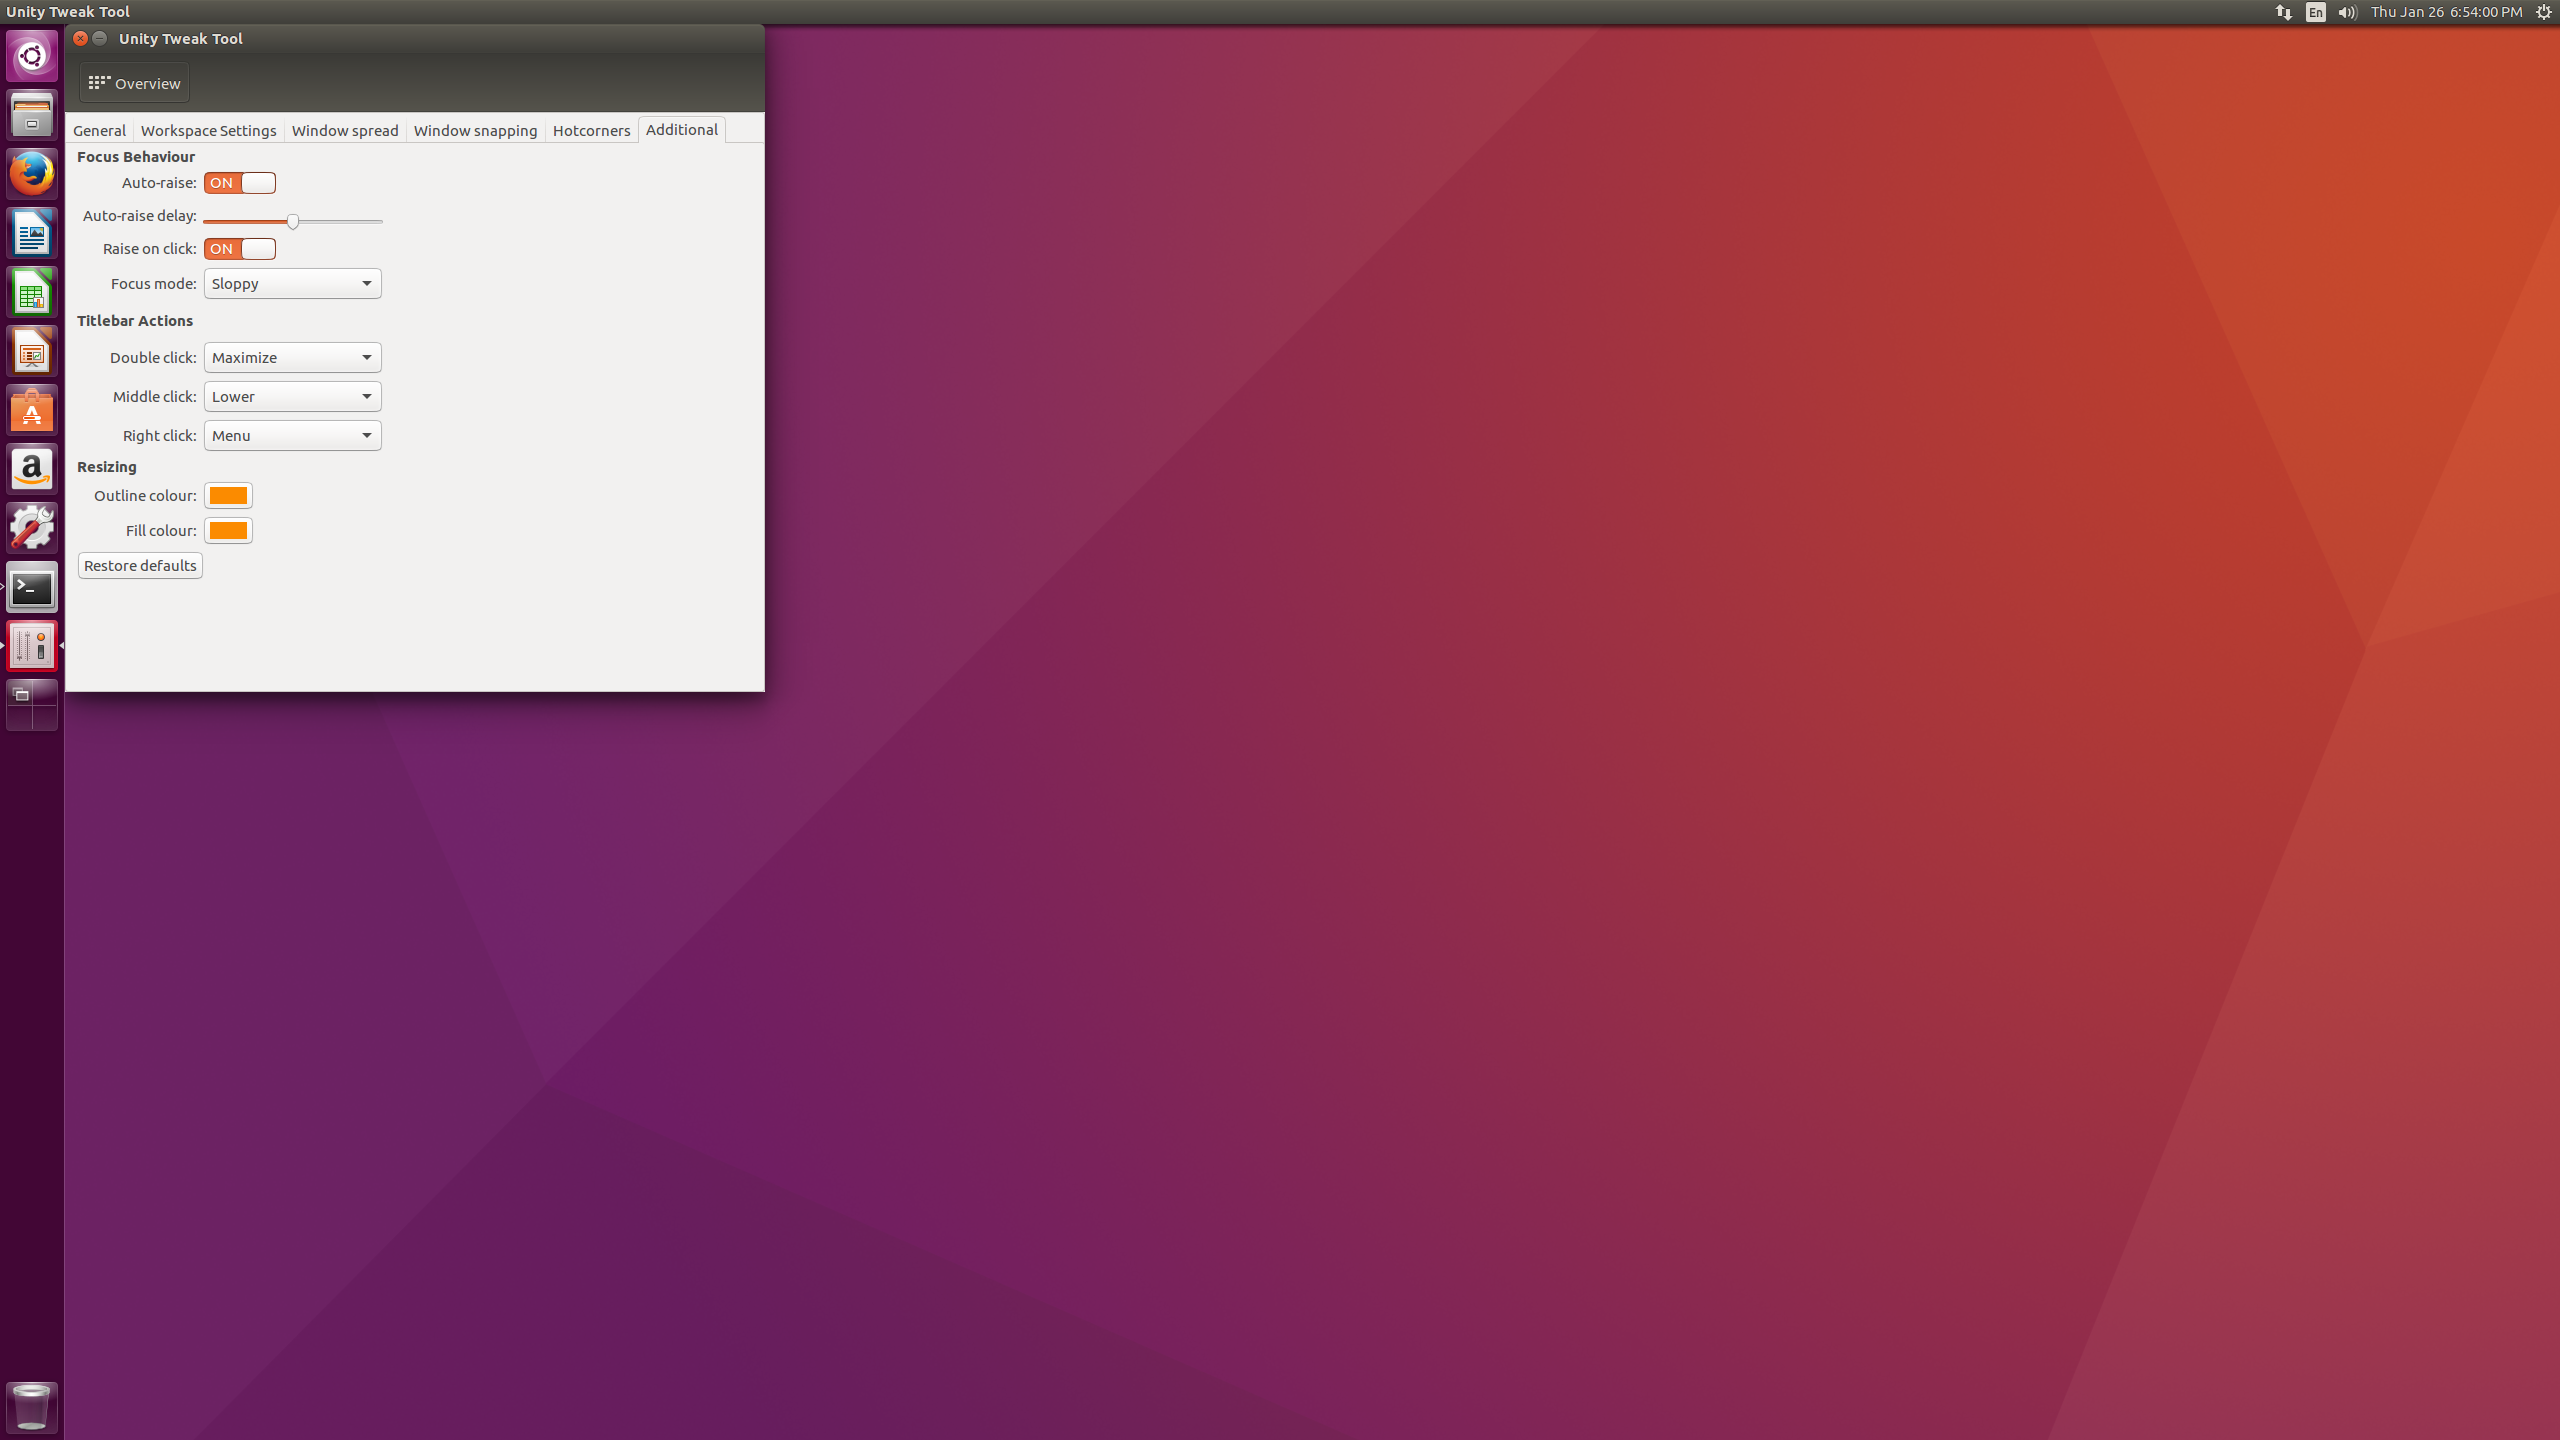 Unity Tweak Tool
En
Thu Jan 26 6:54:00 PM
Unity Tweak Tool
Overview
General
Workspace Settings
Window spread
Window snapping
Hotcorners
Additional
Focus Behaviour
Auto-raise: ON
Auto-raise delay:
Raise on click: ON
Focus mode: Sloppy
Titlebar Actions
Double click: Maximize
Middle click: Lower
Right click: Menu
Resizing
Outline colour:
Fill colour:
Restore defaults